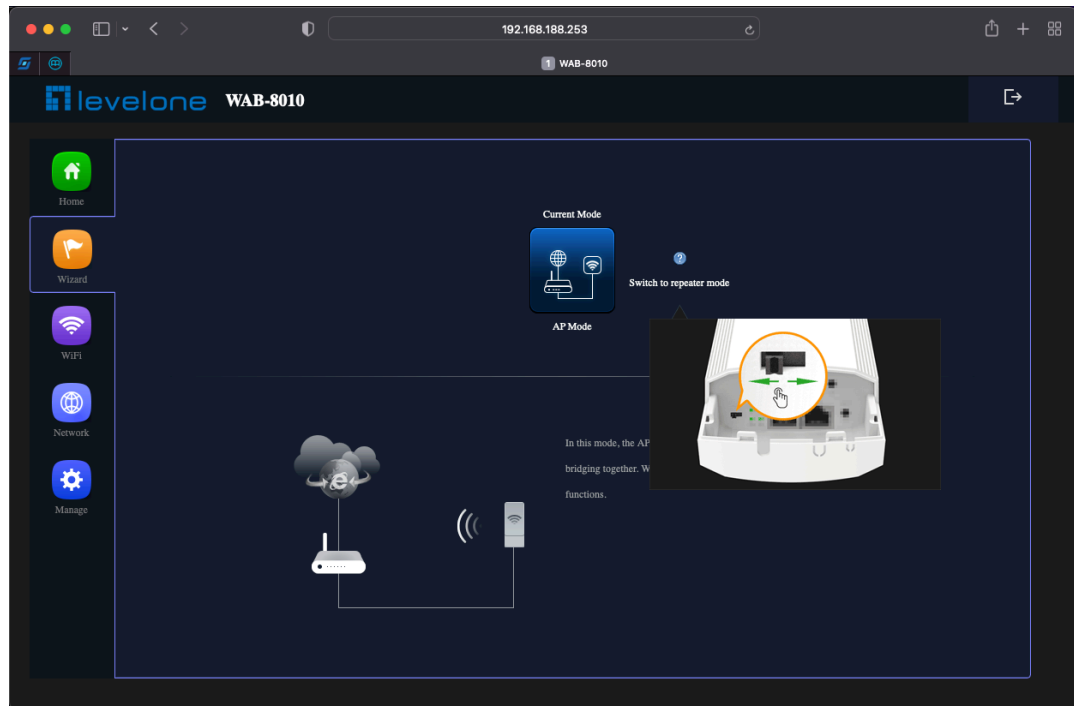 192.168.188.253
1 WAB-8010
levelone WAB-8010
Home
Wizard
WiFi
Network
Manage
Current Mode
AP Mode
Switch to repeater mode
In this mode, the AP
bridging together. W
functions.